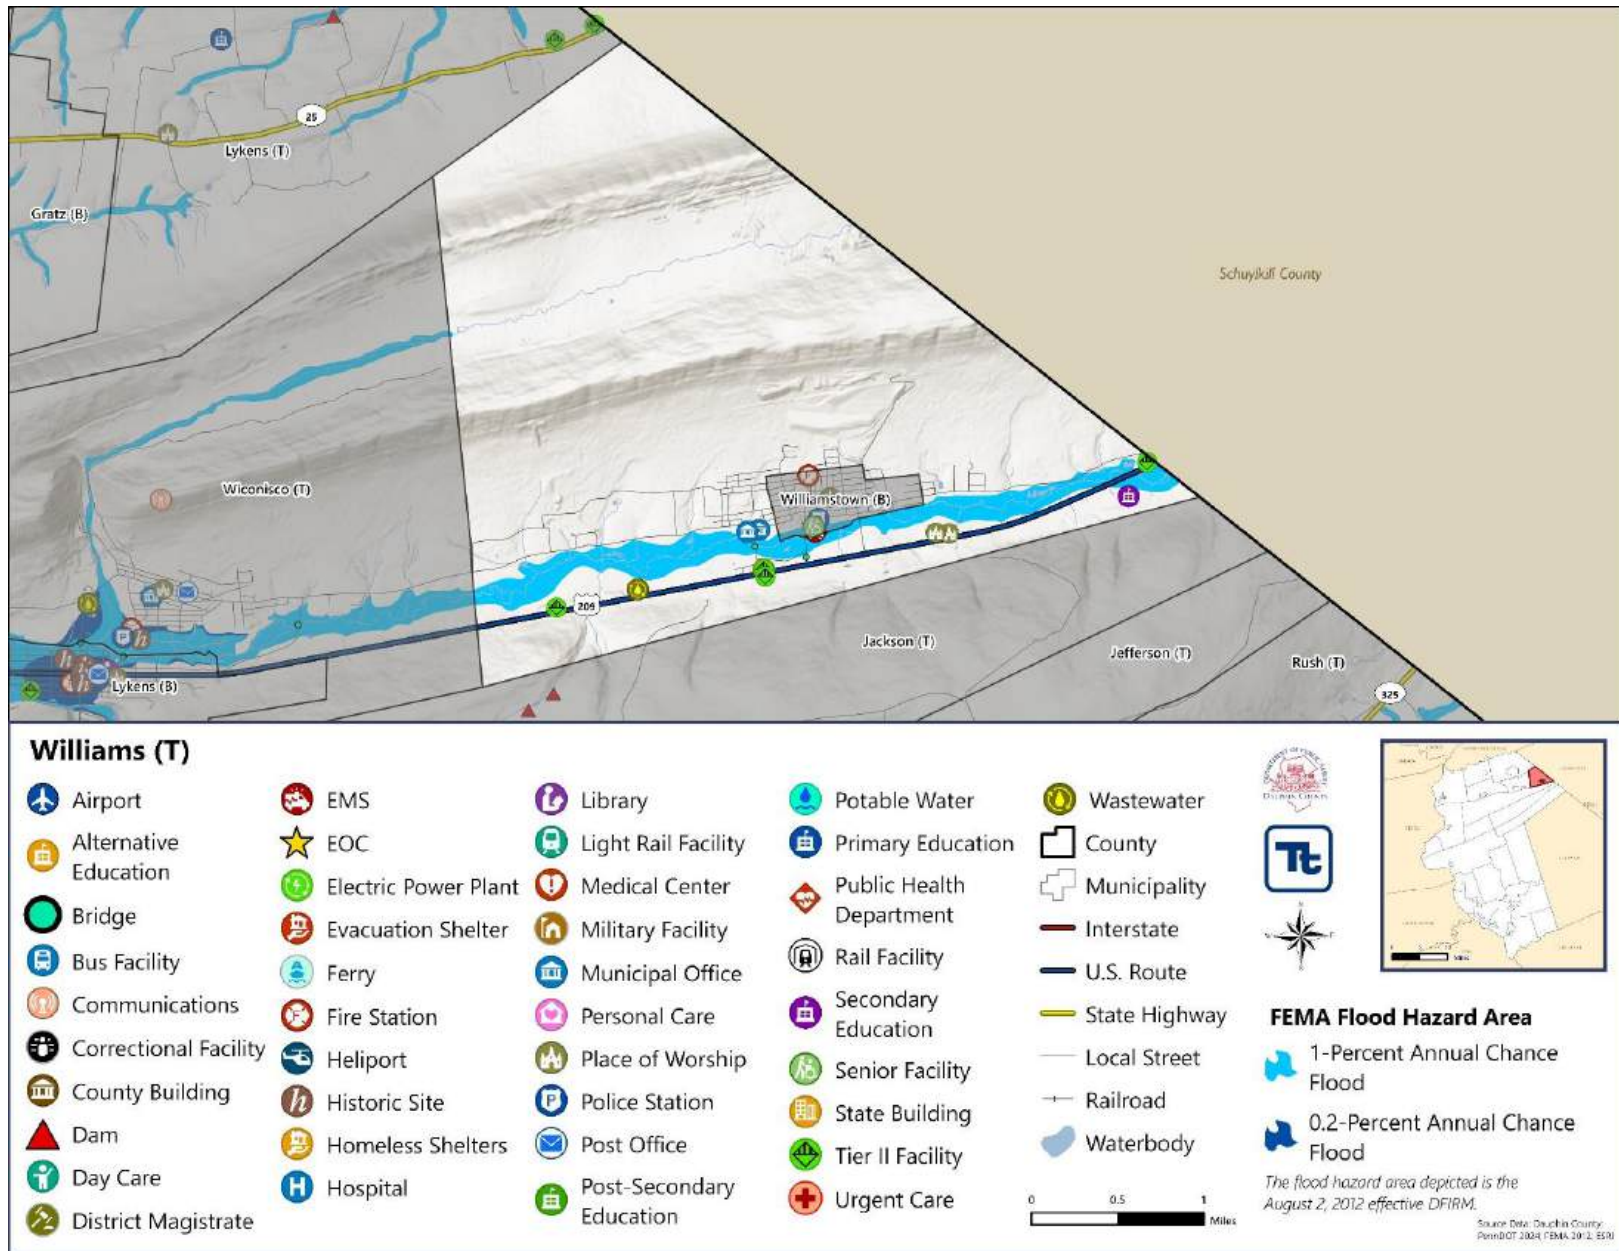 25
Lykens (T)
Gratz (B)
Schuylkill County
Wiconisco (T)
Williamstown (B)
209
Jackson (T)
Jefferson (T)
Rush (T)
Lykens (B)
325
Williams (T)
Airport
Alternative
Education
Bridge
Bus Facility
Communications
Correctional Facility
County Building
Dam
Day Care
District Magistrate
EMS
EOC
Electric Power Plant
Evacuation Shelter
Ferry
Fire Station
Heliport
Historic Site
Homeless Shelters
Hospital
Library
Light Rail Facility
Medical Center
Military Facility
Municipal Office
Personal Care
Place of Worship
Police Station
Post Office
Post-Secondary
Education
Potable Water
Primary Education
Public Health
Department
Rail Facility
Secondary
Education
Senior Facility
State Building
Tier II Facility
Urgent Care
Wastewater
County
Municipality
Interstate
U.S. Route
State Highway
Local Street
Railroad
Waterbody
0 0.5 1
Miles
DAUPHIN COUNTY
Tt
Miles
FEMA Flood Hazard Area
1-Percent Annual Chance
Flood
0.2-Percent Annual Chance
Flood
The flood hazard area depicted is the
August 2, 2012 effective DFIRM.
Source Data: Dauphin County;
PennDOT 2024; FEMA 2012; ESRI